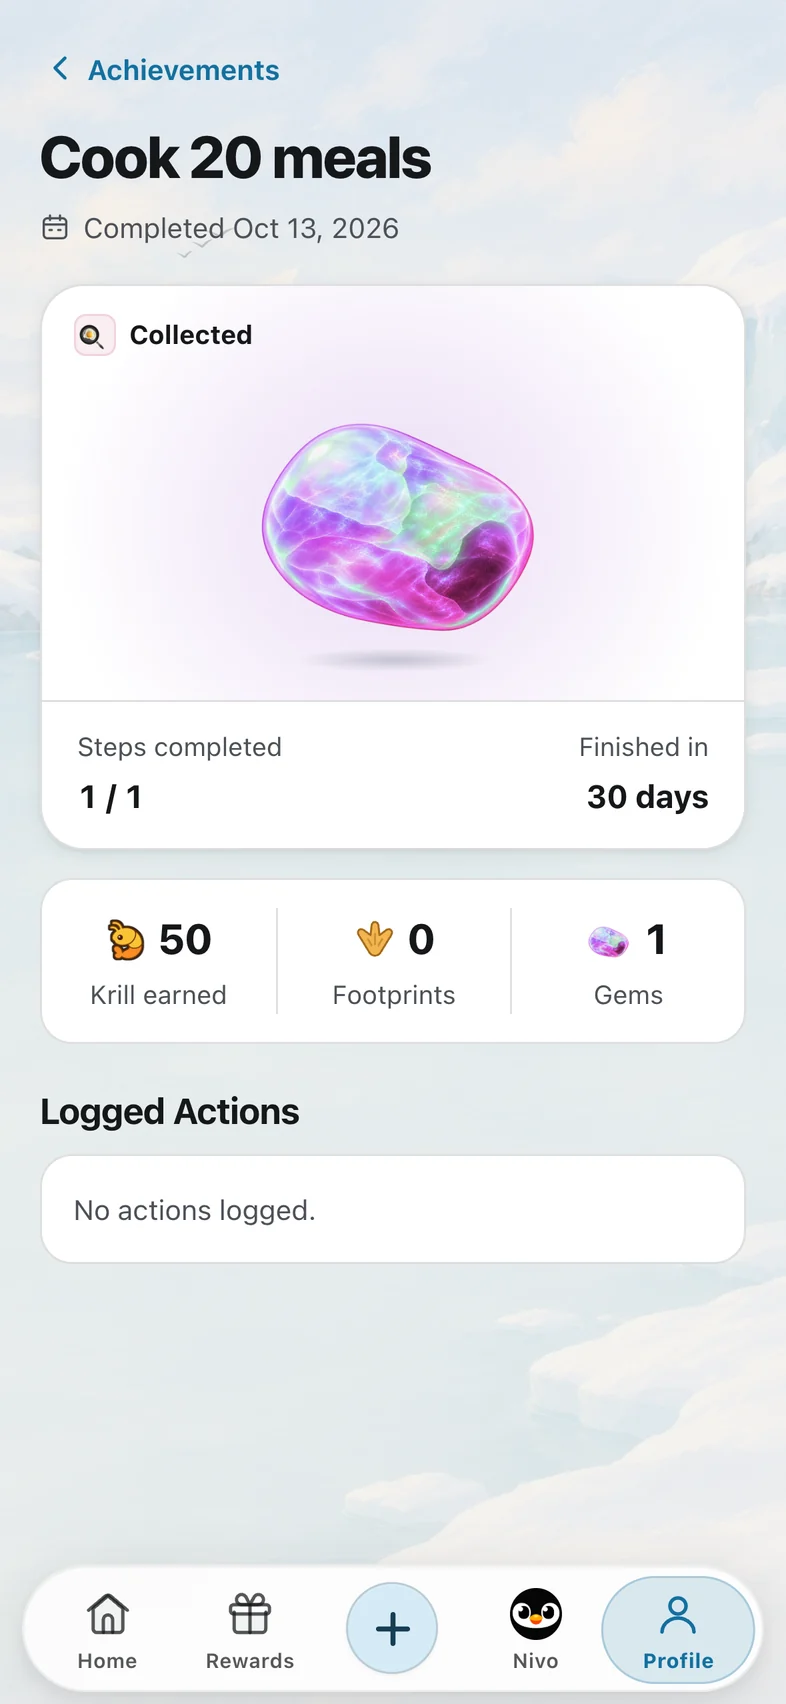 Achievements
Cook 20 meals
Completed Oct 13, 2026
Collected
Steps completed
Finished in
1 / 1
30 days
50
0
1
Krill earned
Footprints
Gems
Logged Actions
No actions logged.
Home
Rewards
Nivo
Profile